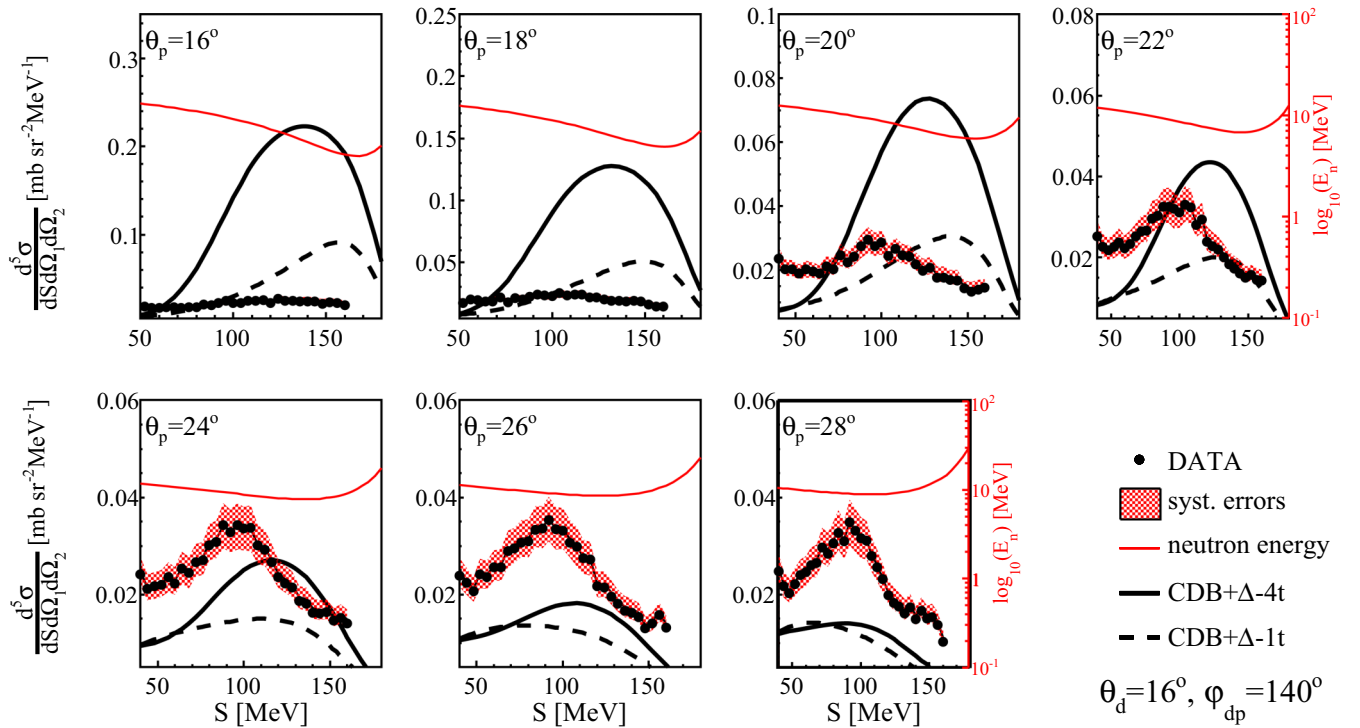 θp=16°
θp=18°
θp=20°
θp=22°
0.3
0.2
0.1
0.25
0.2
0.15
0.1
0.05
0.1
0.08
0.06
0.04
0.02
0.08
0.06
0.04
0.02
10²
10
1
10⁻¹
d⁵σ/dSdΩ₁dΩ₂ [mb sr⁻²MeV⁻¹]
log₁₀(Eₙ) [MeV]
50 100 150
50 100 150
50 100 150
50 100 150
θp=24°
θp=26°
θp=28°
0.06
0.04
0.02
0.06
0.04
0.02
0.06
0.04
0.02
10²
10
1
10⁻¹
d⁵σ/dSdΩ₁dΩ₂ [mb sr⁻²MeV⁻¹]
log₁₀(Eₙ) [MeV]
50 100 150
50 100 150
50 100 150
S [MeV]
S [MeV]
S [MeV]
DATA
syst. errors
neutron energy
CDB+Δ-4t
CDB+Δ-1t
θd=16°, φdp=140°